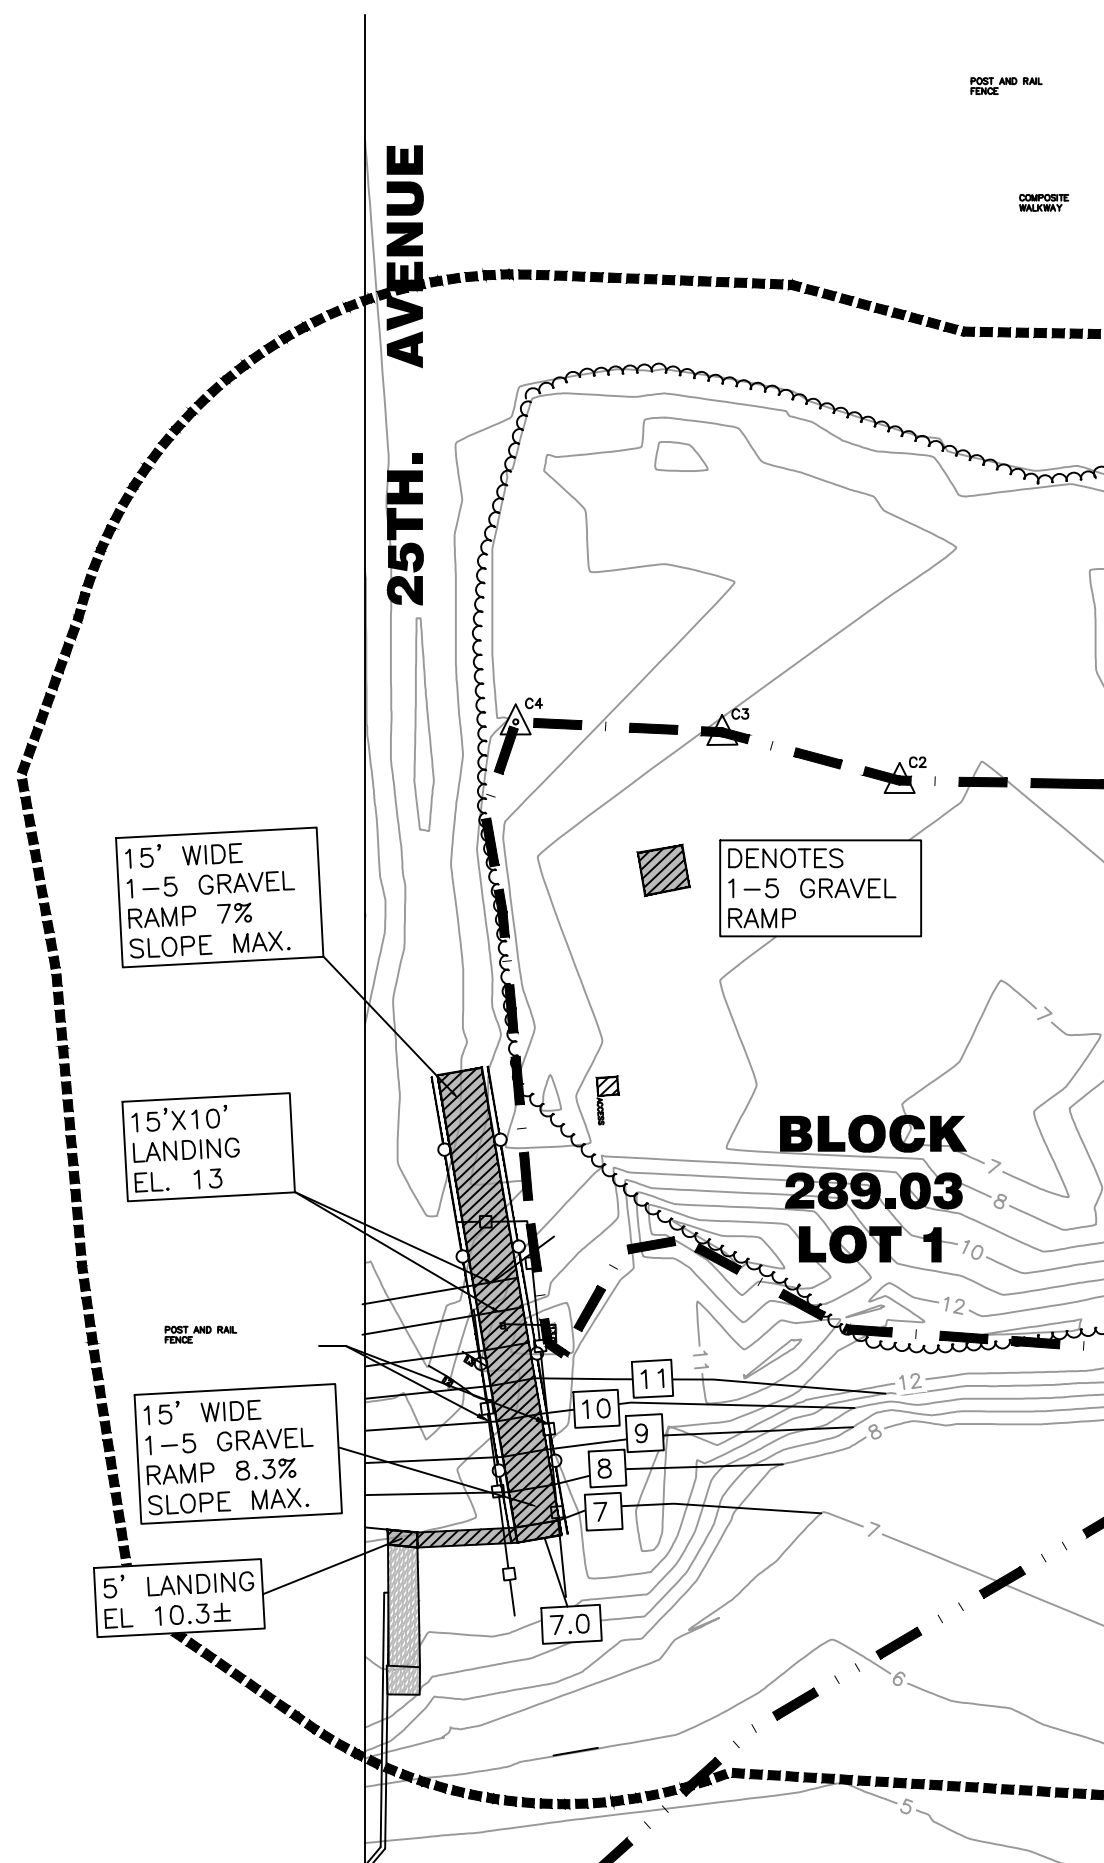 POST AND RAIL
FENCE
COMPOSITE
WALKWAY
25TH. AVENUE
C4
C3
C2
15' WIDE
1-5 GRAVEL
RAMP 7%
SLOPE MAX.
DENOTES
1-5 GRAVEL
RAMP
7
ACCESS
15'X10'
LANDING
EL. 13
BLOCK
289.03
LOT 1
7
8
10
12
POST AND RAIL
FENCE
11
11
12
10
9
8
8
7
7
15' WIDE
1-5 GRAVEL
RAMP 8.3%
SLOPE MAX.
5' LANDING
EL 10.3±
7.0
6
5